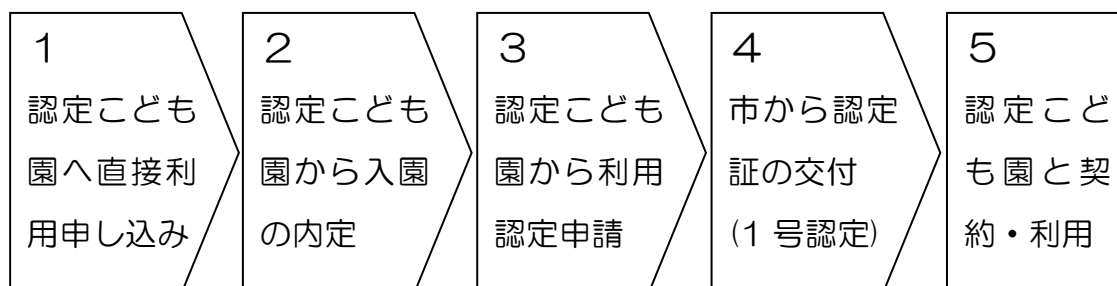 1
認定こども
園へ直接利
用申し込み
2
認定こども
園から入園
の内定
3
認定こども
園から利用
認定申請
4
市から認定
証の交付
(1号認定)
5
認定こど
も園と契
約・利用